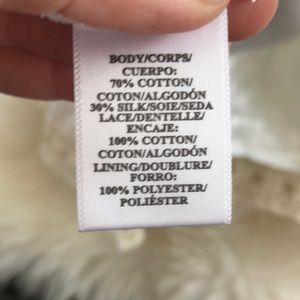 BODY/CORPS/
CUERPO:
70% COTTON/
COTON/ALGODÓN
30% SILK/SOIE/SEDA
LACE/DENTELLE/
ENCAJE:
100% COTTON/
COTON/ALGODÓN
LINING/DOUBLURE/
FORRO:
100% POLYESTER/
POLIÉSTER